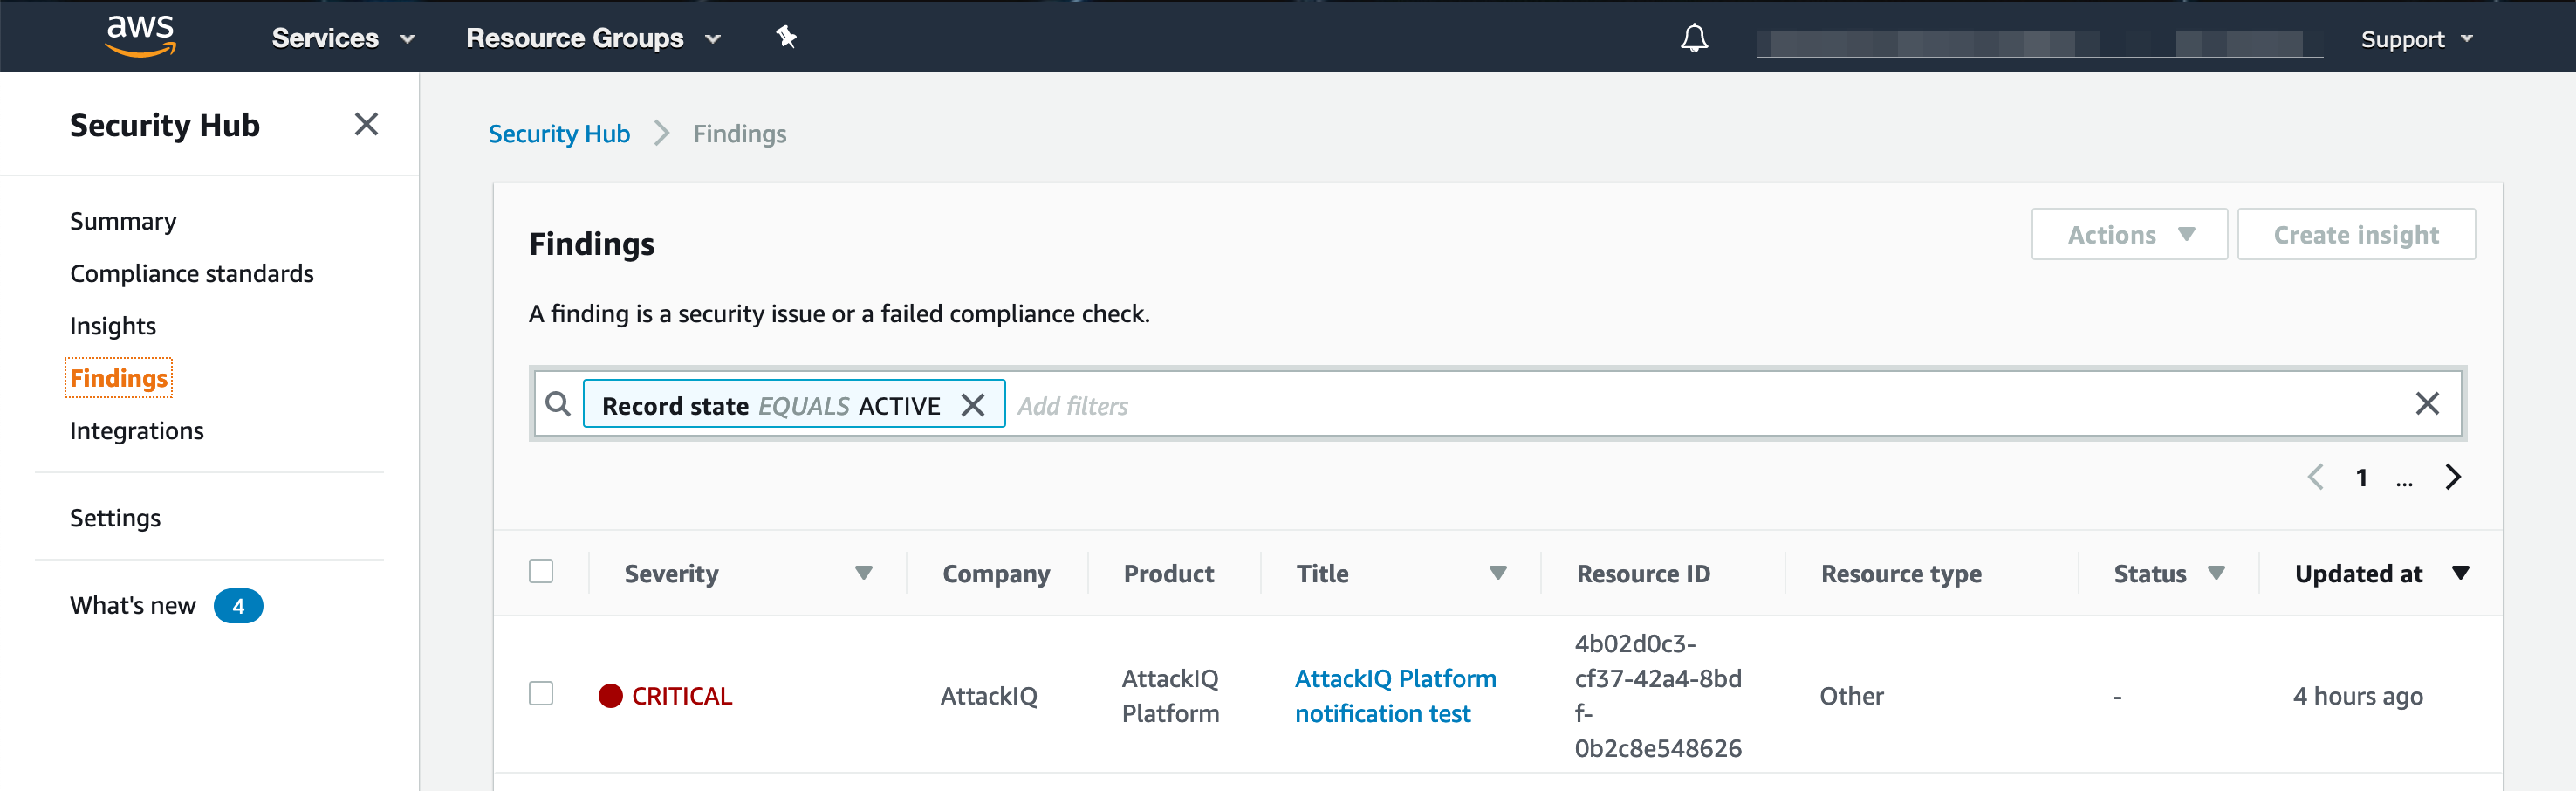 aws Services Resource Groups Support
Security Hub
Summary
Compliance standards
Insights
Findings
Integrations
Settings
What's new 4
Security Hub Findings
Findings
Actions Create insight
A finding is a security issue or a failed compliance check.
Record state EQUALS ACTIVE Add filters
1 ...
Severity Company Product Title Resource ID Resource type Status Updated at
CRITICAL
AttackIQ
AttackIQ
Platform
AttackIQ Platform
notification test
4b02d0c3-
cf37-42a4-8bd
f-
0b2c8e548626
Other
-
4 hours ago